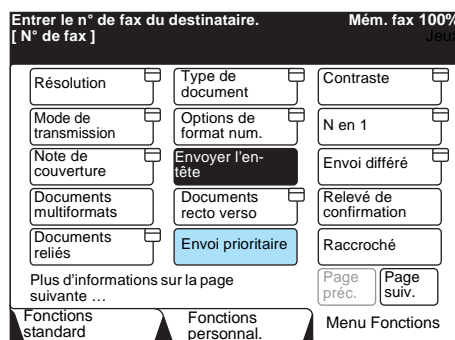 Entrer le n° de fax du destinataire. Mém. fax 100%
[ N° de fax ] Jeux
Résolution
Type de
document
Contraste
Mode de
transmission
Options de
format num.
N en 1
Note de
couverture
Envoyer l'en-
tête
Envoi différé
Documents
multiformats
Documents
recto verso
Relevé de
confirmation
Documents
reliés
Envoi prioritaire
Raccroché
Plus d'informations sur la page
suivante …
Page
préc.
Page
suiv.
Fonctions
standard
Fonctions
personnal.
Menu Fonctions